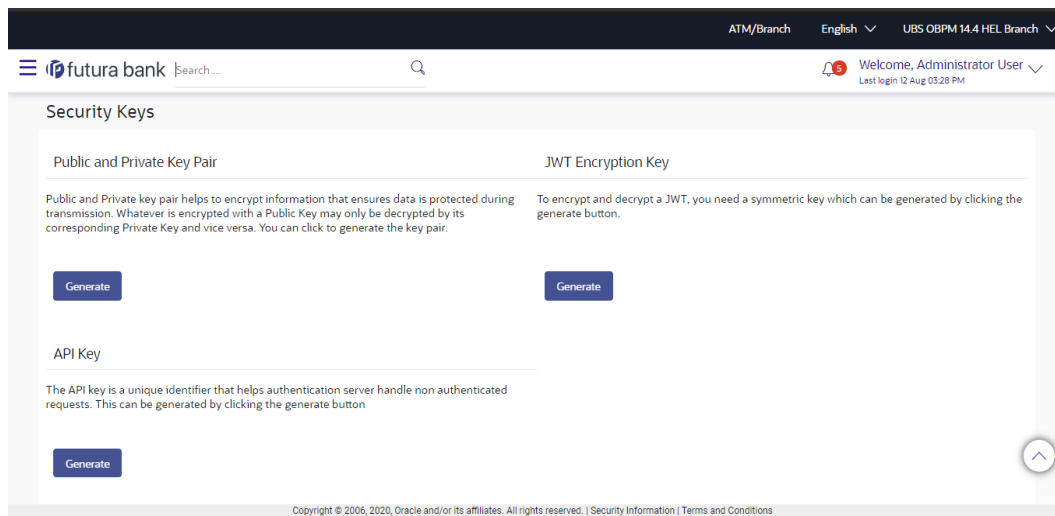 ATM/Branch English UBS OBPM 14.4 HEL Branch
futura bank Search ... 5 Welcome, Administrator User
Last login 12 Aug 03:28 PM
Security Keys
Public and Private Key Pair
Public and Private key pair helps to encrypt information that ensures data is protected during
transmission. Whatever is encrypted with a Public Key may only be decrypted by its
corresponding Private Key and vice versa. You can click to generate the key pair.
Generate
JWT Encryption Key
To encrypt and decrypt a JWT, you need a symmetric key which can be generated by clicking the
generate button.
Generate
API Key
The API key is a unique identifier that helps authentication server handle non authenticated
requests. This can be generated by clicking the generate button
Generate
Copyright © 2006, 2020, Oracle and/or its affiliates. All rights reserved. | Security Information | Terms and Conditions